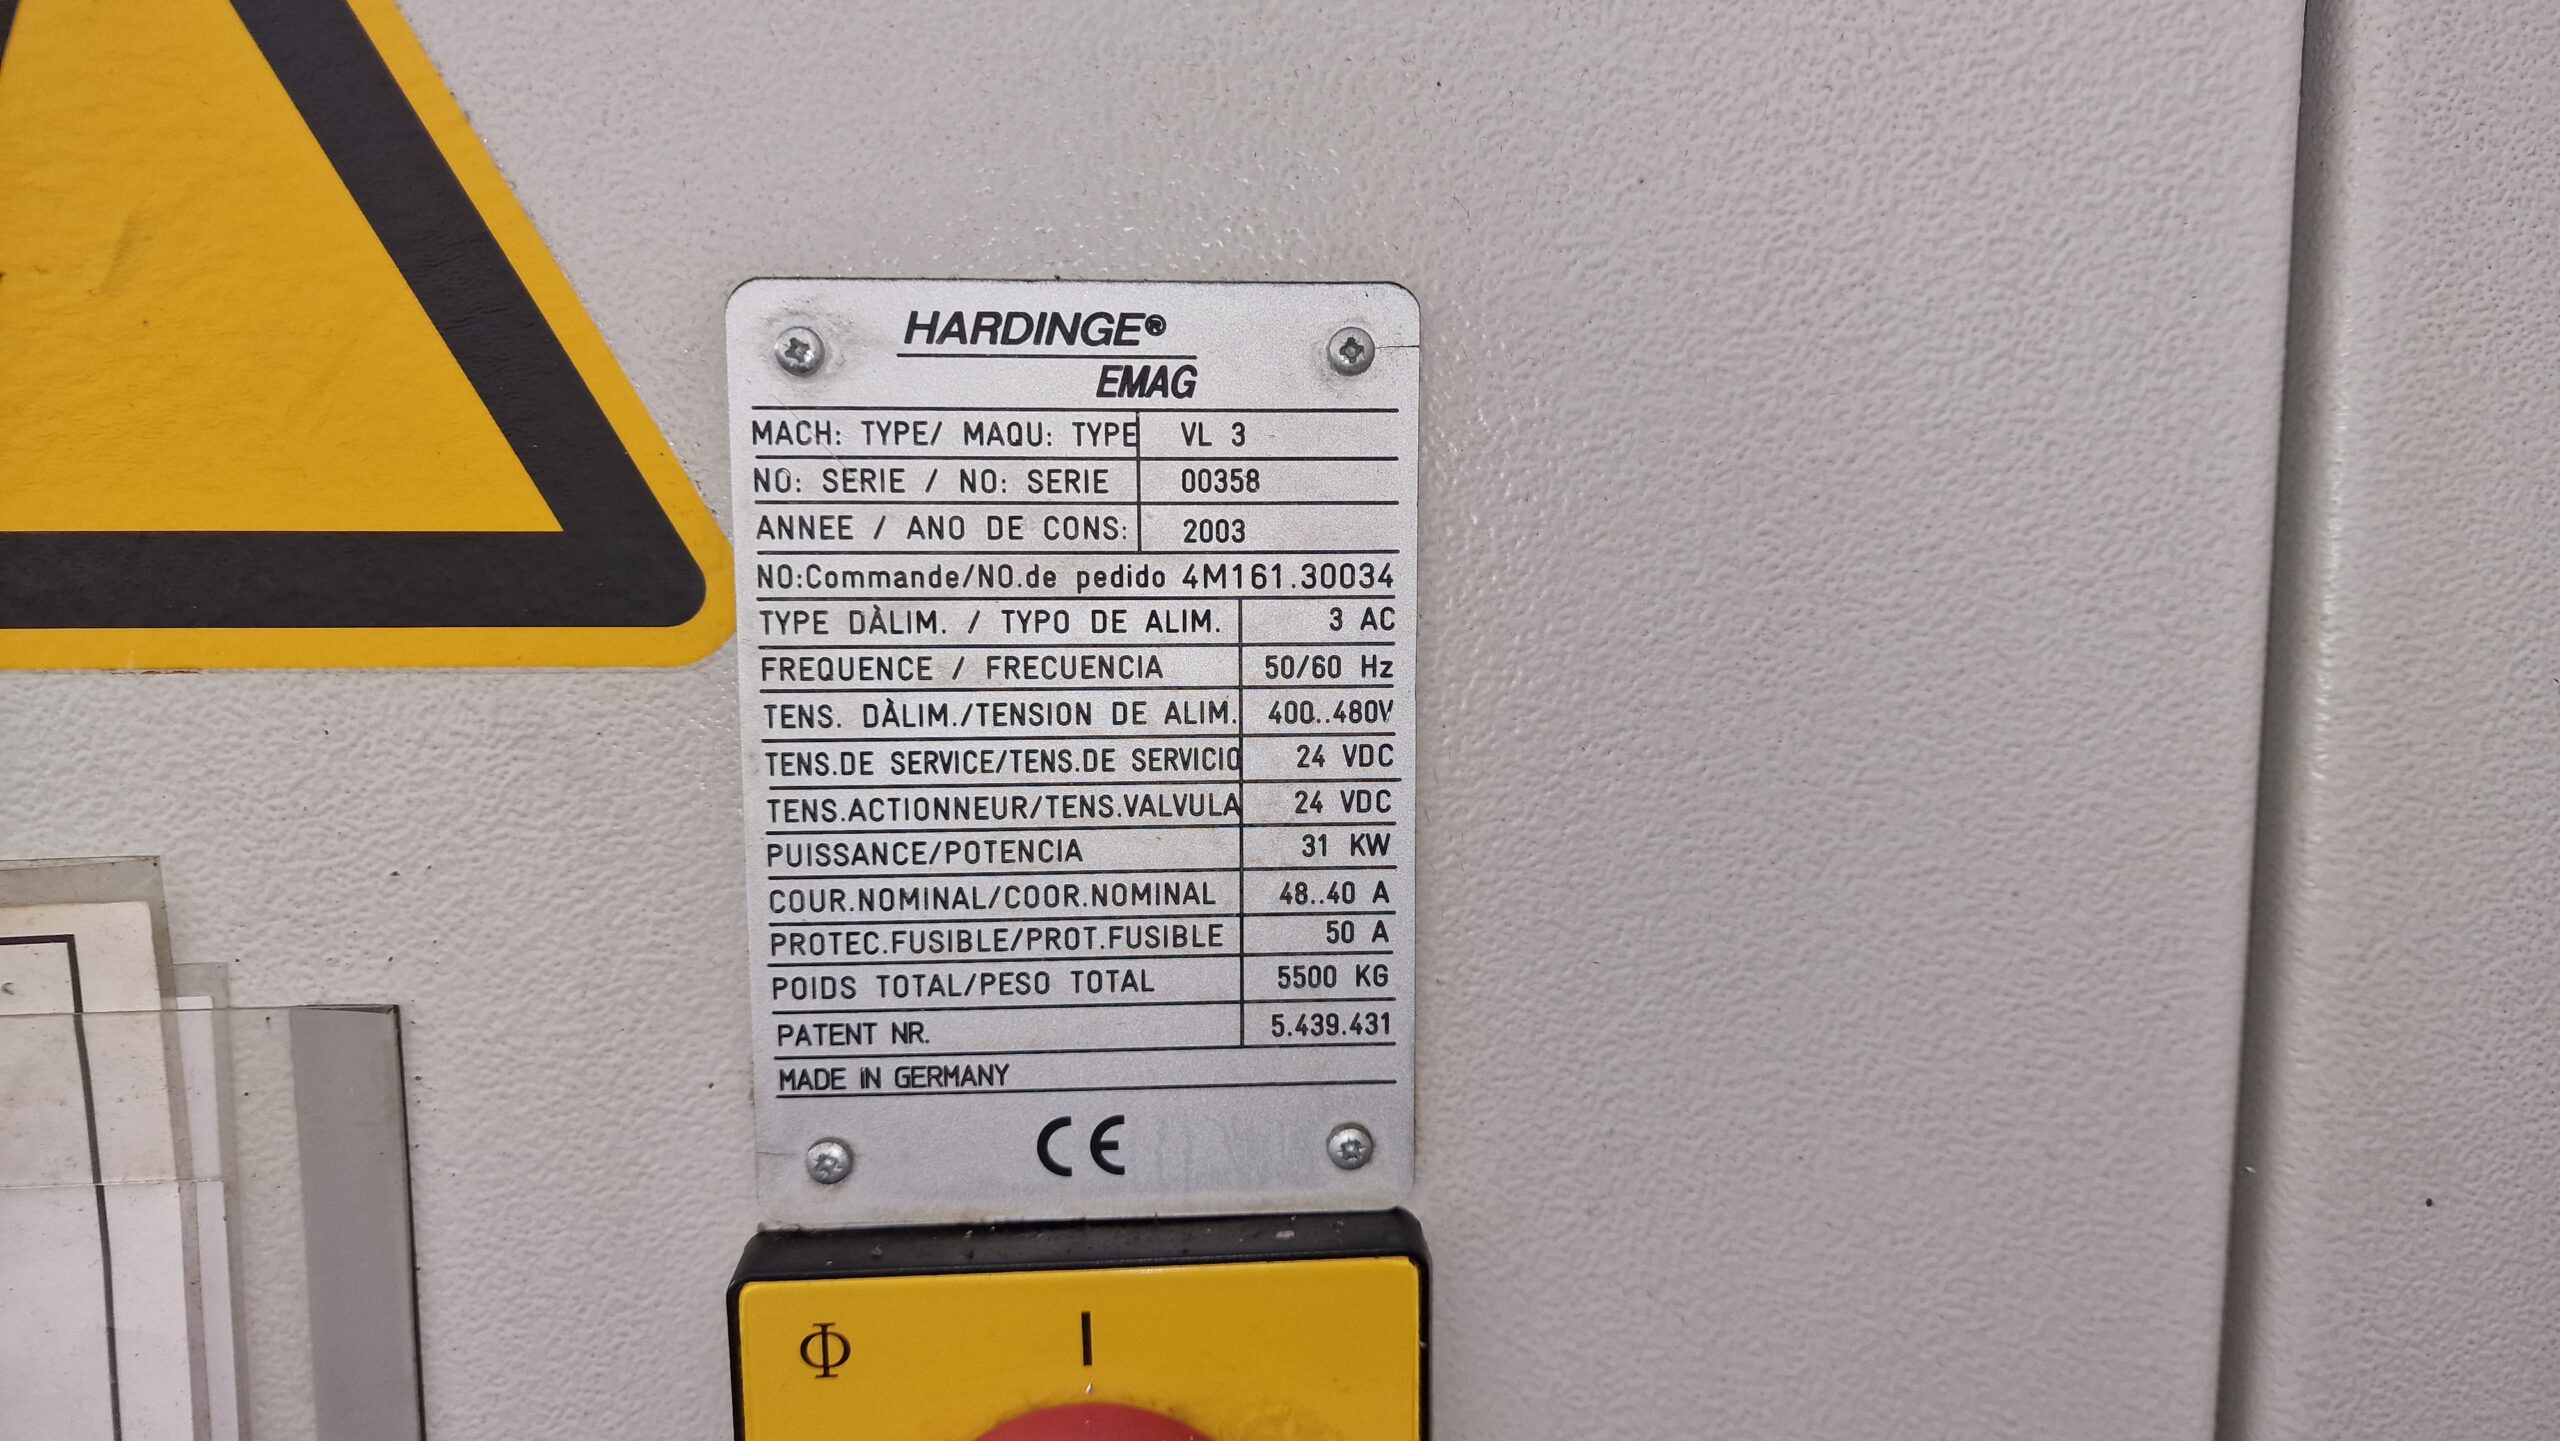 HARDINGE®
EMAG
MACH: TYPE/ MAQU: TYPE VL 3
NO: SERIE / NO: SERIE 00358
ANNEE / ANO DE CONS: 2003
NO:Commande/NO.de pedido 4M161.30034
TYPE DÀLIM. / TYPO DE ALIM. 3 AC
FREQUENCE / FRECUENCIA 50/60 Hz
TENS. DÀLIM./TENSION DE ALIM. 400..480V
TENS.DE SERVICE/TENS.DE SERVICIO 24 VDC
TENS.ACTIONNEUR/TENS.VALVULA 24 VDC
PUISSANCE/POTENCIA 31 KW
COUR.NOMINAL/COOR.NOMINAL 48..40 A
PROTEC.FUSIBLE/PROT.FUSIBLE 50 A
POIDS TOTAL/PESO TOTAL 5500 KG
PATENT NR. 5.439.431
MADE iN GERMANY
CE
Φ I